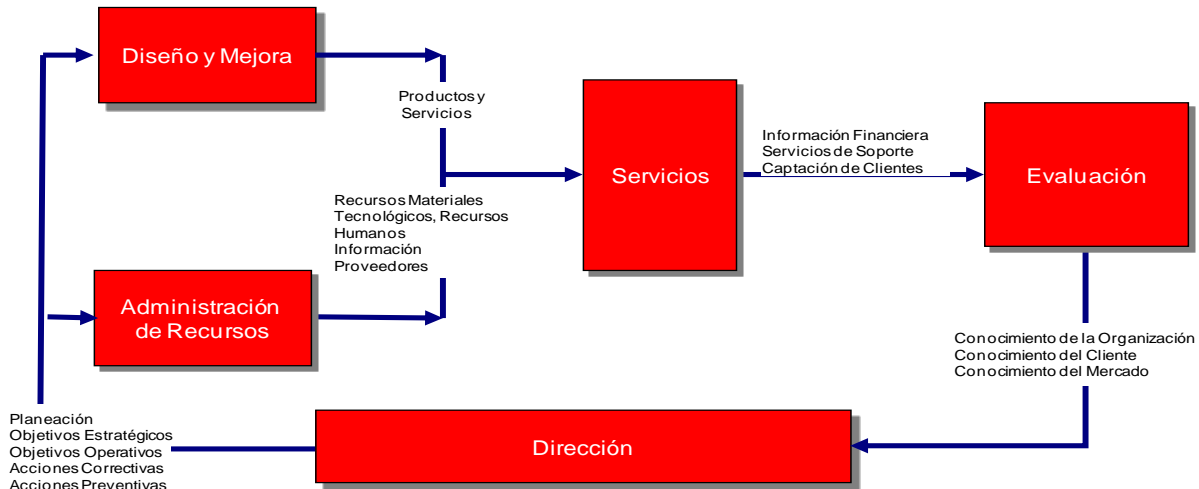 Diseño y Mejora
Productos y
Servicios
Recursos Materiales
Tecnológicos, Recursos
Humanos
Información
Proveedores
Administración
de Recursos
Servicios
Información Financiera
Servicios de Soporte
Captación de Clientes
Evaluación
Conocimiento de la Organización
Conocimiento del Cliente
Conocimiento del Mercado
Dirección
Planeación
Objetivos Estratégicos
Objetivos Operativos
Acciones Correctivas
Acciones Preventivas